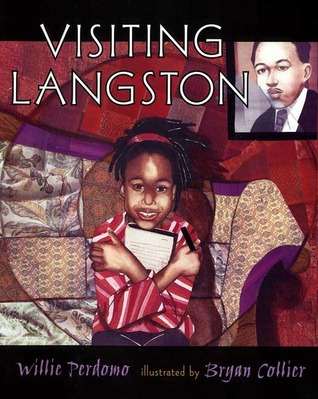 VISITING
LANGSTON
Willie Perdomo illustrated by Bryan Collier